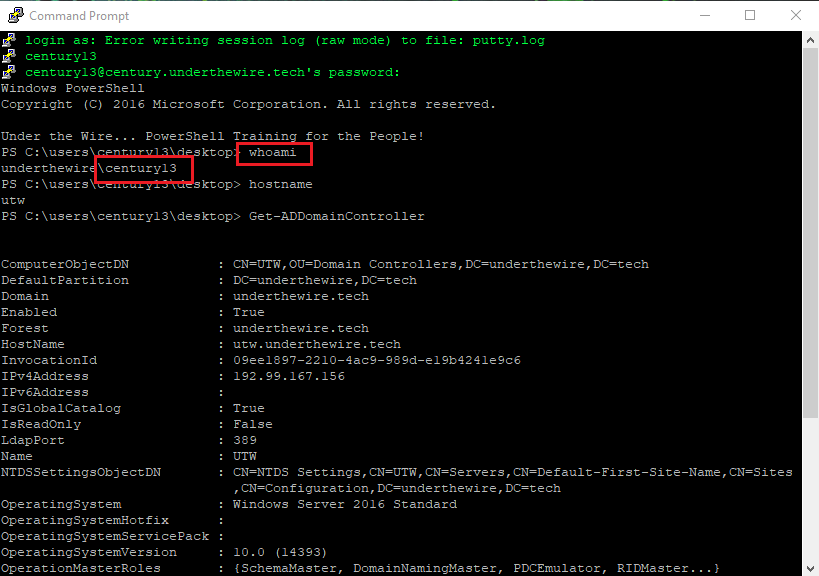 Command Prompt
login as: Error writing session log (raw mode) to file: putty.log
century13
century13@century.underthewire.tech's password:
Windows PowerShell
Copyright (C) 2016 Microsoft Corporation. All rights reserved.
Under the Wire... PowerShell Training for the People!
PS C:\users\century13\desktop> whoami
underthewire\century13
PS C:\users\century13\desktop> hostname
utw
PS C:\users\century13\desktop> Get-ADDomainController
ComputerObjectDN : CN=UTW,OU=Domain Controllers,DC=underthewire,DC=tech
DefaultPartition : DC=underthewire,DC=tech
Domain : underthewire.tech
Enabled : True
Forest : underthewire.tech
HostName : utw.underthewire.tech
InvocationId : 09ee1897-2210-4ac9-989d-e19b4241e9c6
IPv4Address : 192.99.167.156
IPv6Address :
IsGlobalCatalog : True
IsReadOnly : False
LdapPort : 389
Name : UTW
NTDSSettingsObjectDN : CN=NTDS Settings,CN=UTW,CN=Servers,CN=Default-First-Site-Name,CN=Sites
,CN=Configuration,DC=underthewire,DC=tech
OperatingSystem : Windows Server 2016 Standard
OperatingSystemHotfix :
OperatingSystemServicePack :
OperatingSystemVersion : 10.0 (14393)
OperationMasterRoles : {SchemaMaster, DomainNamingMaster, PDCEmulator, RIDMaster...}